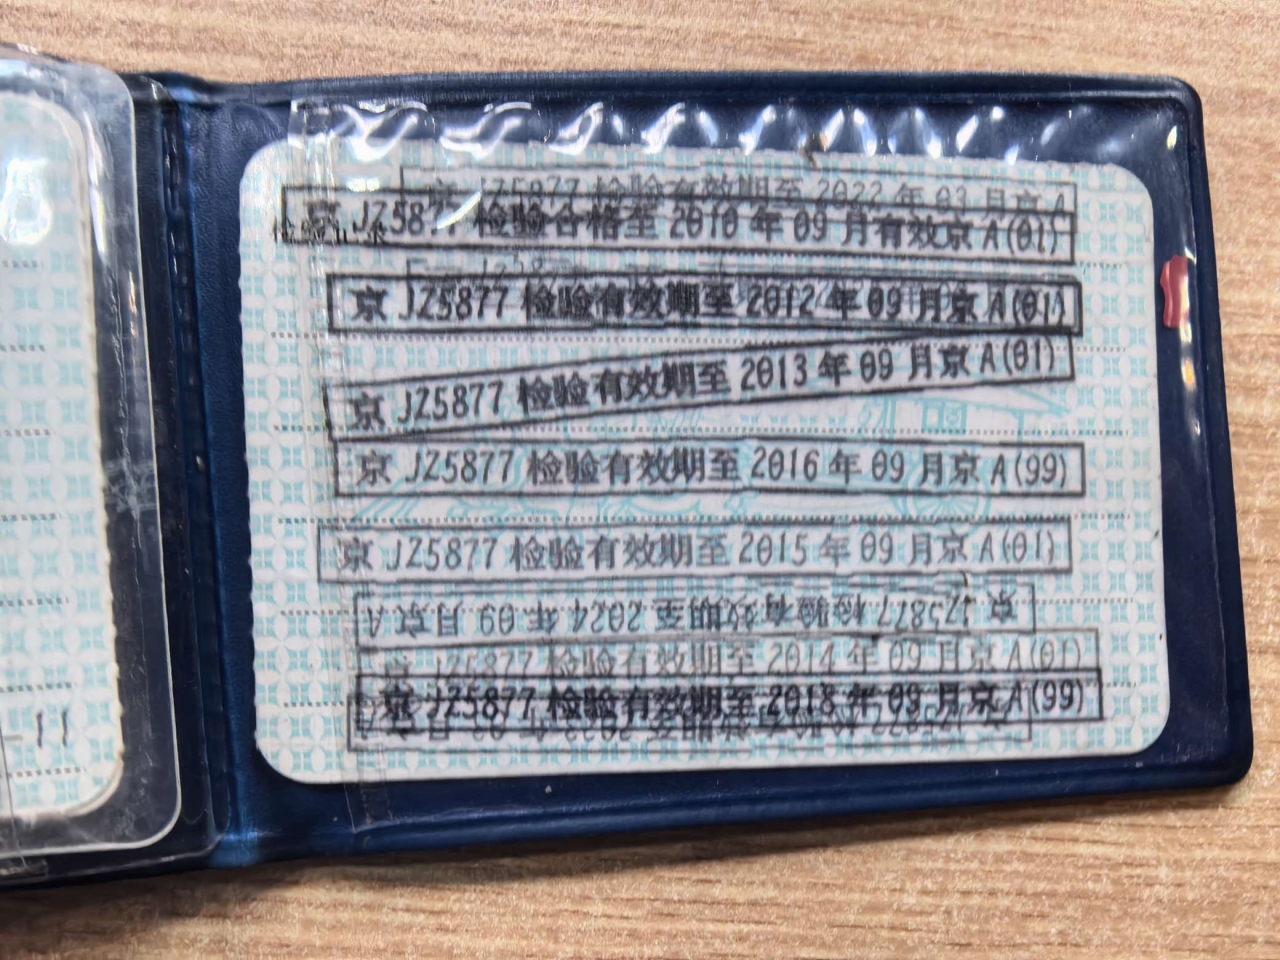 京 JZ5877 检验有效期至 2022 年 03 月京 A
京 JZ5877 检验合格至 2010 年 09 月有效京 A(01)
检验记录
京 JZ5877 检验有效期至 2012 年 09 月京 A(01)
京 JZ5877 检验有效期至 2013 年 09 月京 A(01)
京 JZ5877 检验有效期至 2016 年 09 月京 A(99)
京 JZ5877 检验有效期至 2015 年 09 月京 A(01)
京 JZ5877 检验有效期至 2024 年 09 月京 A
京 JZ5877 检验有效期至 2014 年 09 月京 A(01)
京 JZ5877 检验有效期至 2018 年 09 月京 A(99)
-11